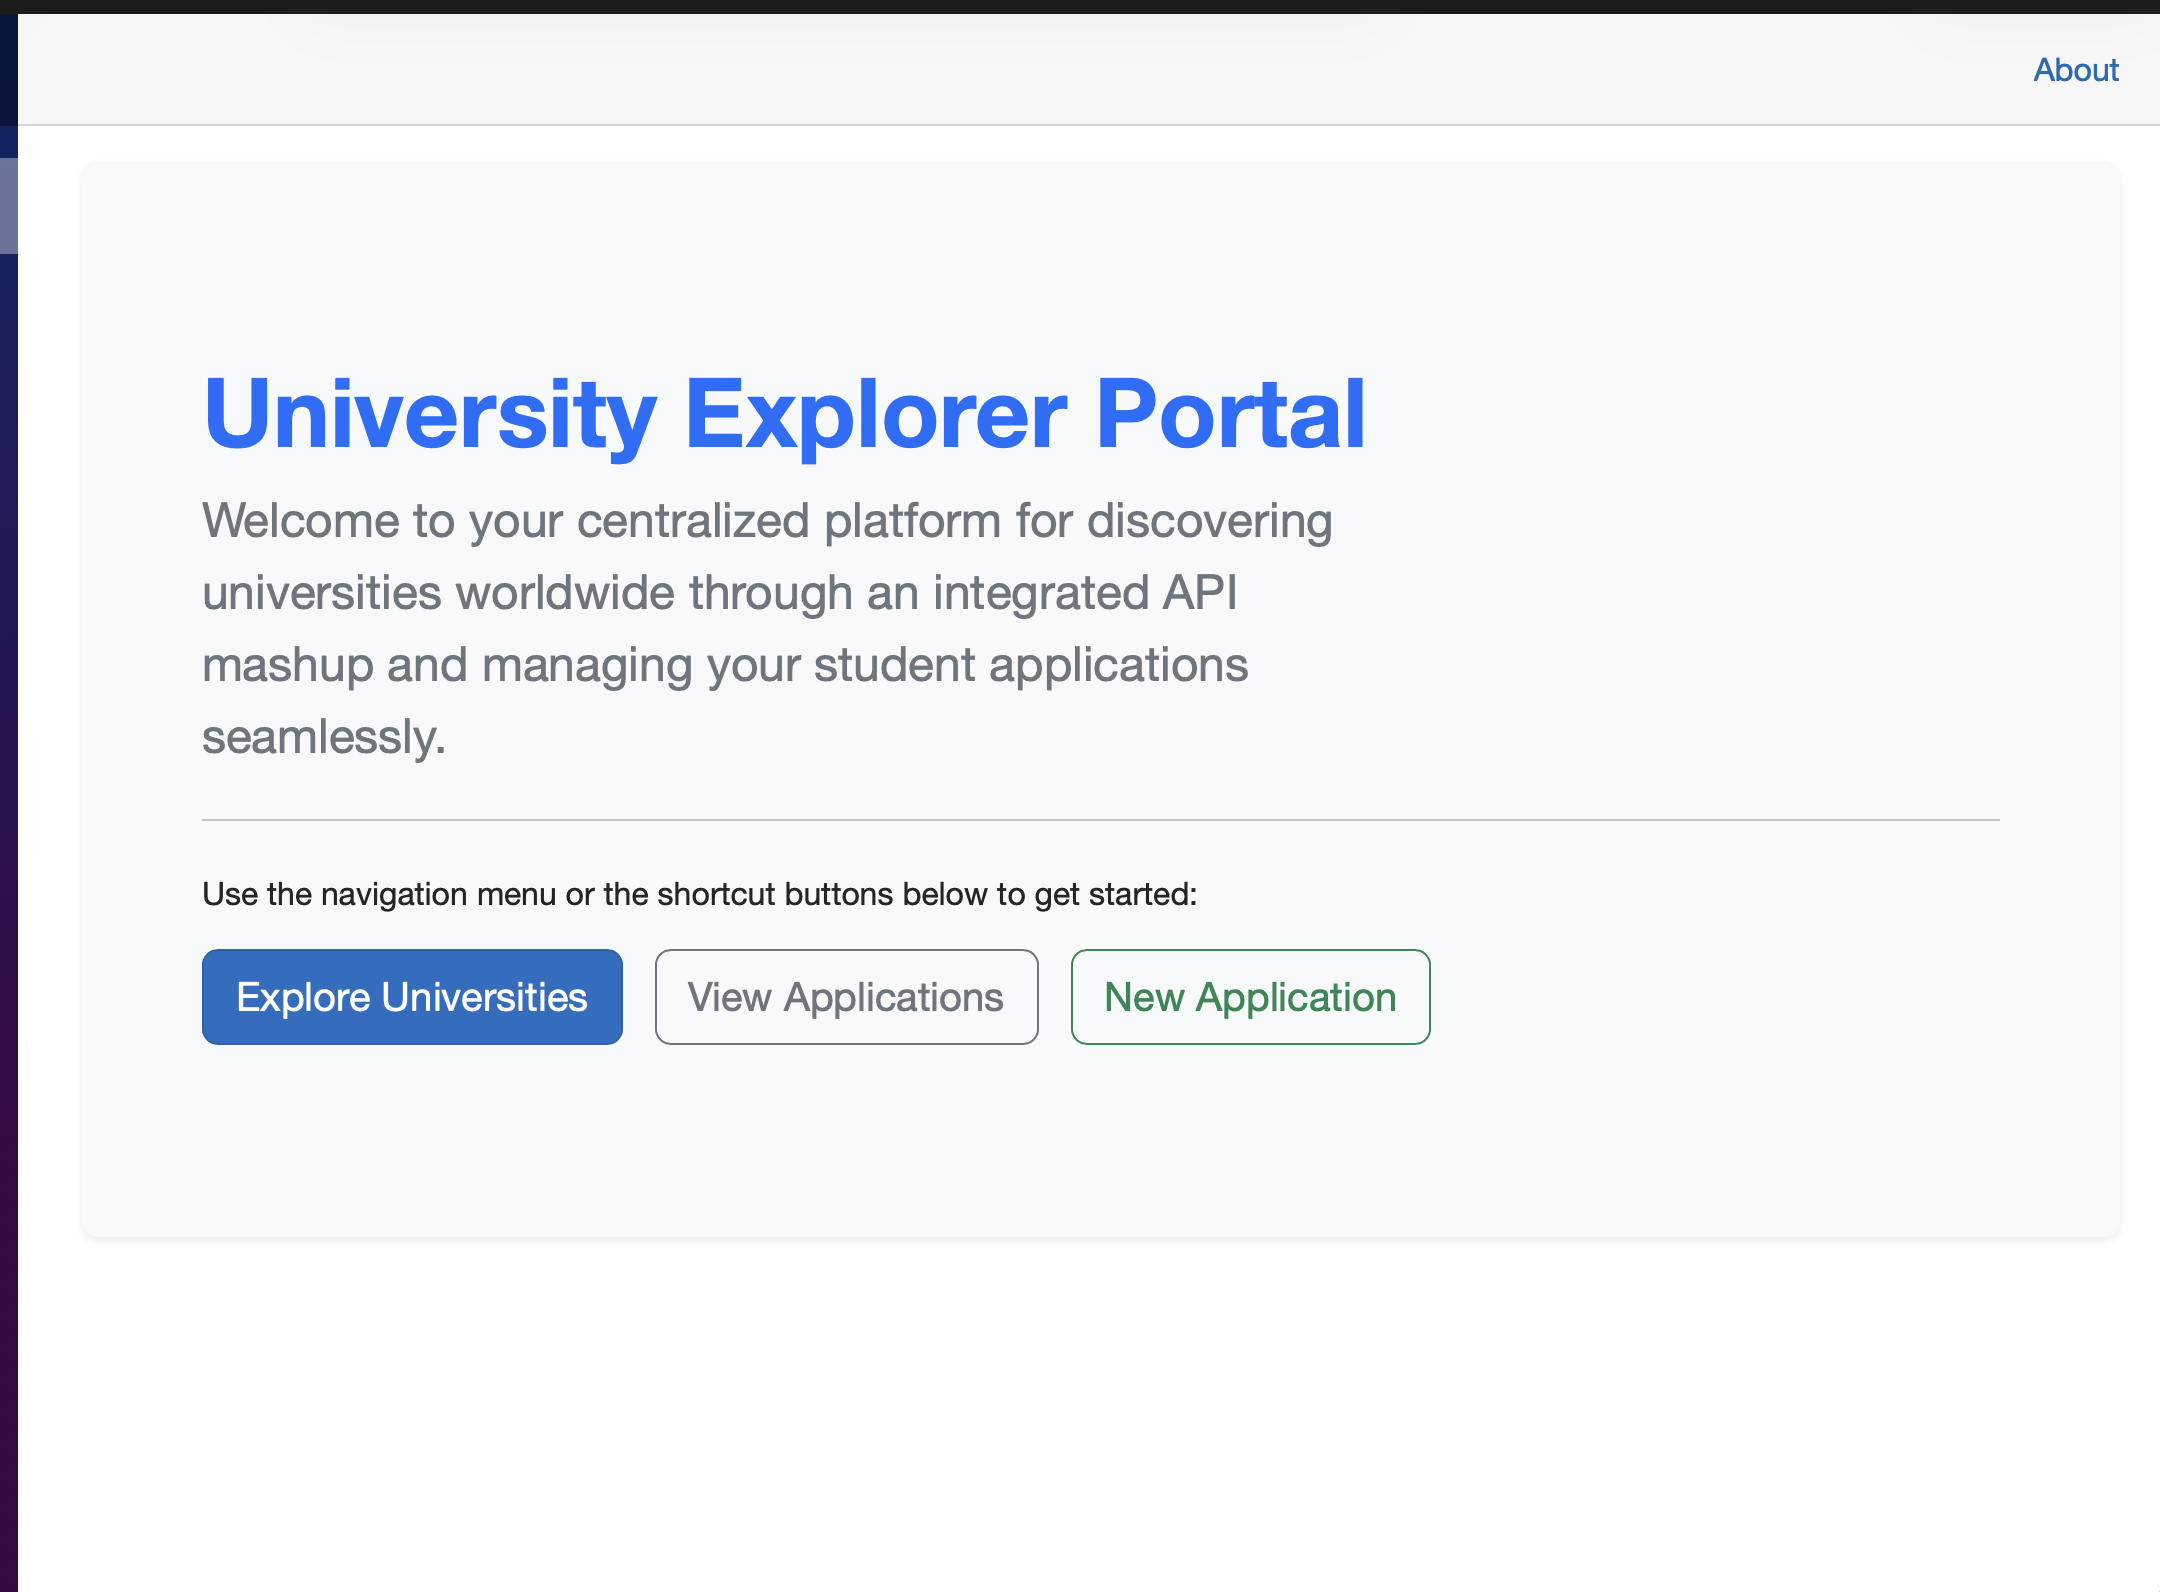 About
University Explorer Portal
Welcome to your centralized platform for discovering
universities worldwide through an integrated API
mashup and managing your student applications
seamlessly.
Use the navigation menu or the shortcut buttons below to get started:
Explore Universities
View Applications
New Application